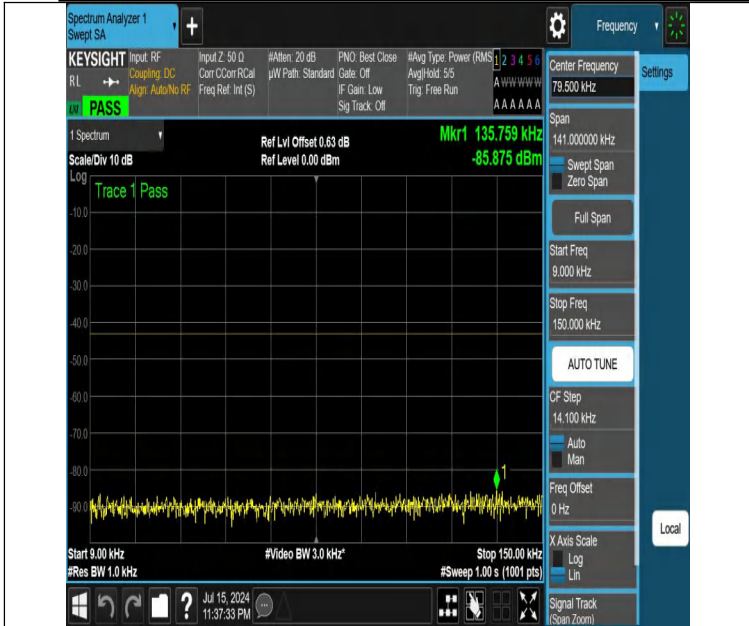 Spectrum Analyzer 1
Swept SA
+
Frequency
KEYSIGHT
RL
LXI
PASS
Input: RF
Coupling: DC
Align: Auto/No RF
Input Z: 50 Ω
Corr CCorr RCal
Freq Ref: Int (S)
#Atten: 20 dB
µW Path: Standard
PNO: Best Close
Gate: Off
IF Gain: Low
Sig Track: Off
#Avg Type: Power (RMS
Avg|Hold: 5/5
Trig: Free Run
1 2 3 4 5 6
A W W W W W
A A A A A A
1 Spectrum
Scale/Div 10 dB
Ref Lvl Offset 0.63 dB
Ref Level 0.00 dBm
Mkr1 135.759 kHz
-85.875 dBm
Log
Trace 1 Pass
-10.0
-20.0
-30.0
-40.0
-50.0
-60.0
-70.0
-80.0
-90.0
1
Start 9.00 kHz
#Res BW 1.0 kHz
#Video BW 3.0 kHz*
Stop 150.00 kHz
#Sweep 1.00 s (1001 pts)
?
Jul 15, 2024
11:37:33 PM
Center Frequency
79.500 kHz
Span
141.000000 kHz
Swept Span
Zero Span
Full Span
Start Freq
9.000 kHz
Stop Freq
150.000 kHz
AUTO TUNE
CF Step
14.100 kHz
Auto
Man
Freq Offset
0 Hz
X Axis Scale
Log
Lin
Signal Track
(Span Zoom)
Settings
Local